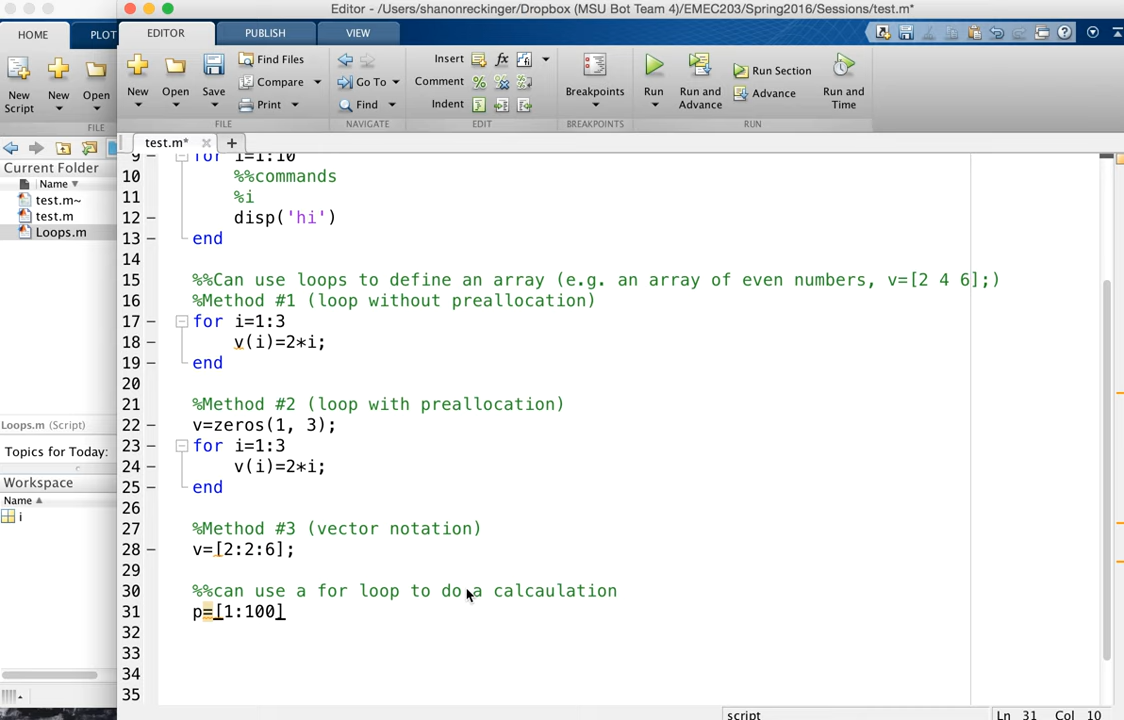 Editor - /Users/shanonreckinger/Dropbox (MSU Bot Team 4)/EMEC203/Spring2016/Sessions/test.m*
HOME PLOT EDITOR PUBLISH VIEW
New Script New Open FILE
New Open Save Find Files Compare Print FILE
Go To Find NAVIGATE
Insert fx Comment % Indent EDIT
Breakpoints BREAKPOINTS
Run Run and Advance Run Section Advance Run and Time RUN
test.m*
Current Folder
Name
test.m~
test.m
Loops.m
Loops.m (Script)
Topics for Today:
Workspace
Name
i
9 for i=1:10
10 %%commands
11 %i
12 disp('hi')
13 end
14
15 %%Can use loops to define an array (e.g. an array of even numbers, v=[2 4 6];)
16 %Method #1 (loop without preallocation)
17 for i=1:3
18 v(i)=2*i;
19 end
20
21 %Method #2 (loop with preallocation)
22 v=zeros(1, 3);
23 for i=1:3
24 v(i)=2*i;
25 end
26
27 %Method #3 (vector notation)
28 v=[2:2:6];
29
30 %%can use a for loop to do a calcaulation
31 p=[1:100]
32
33
34
35
script Ln 31 Col 10